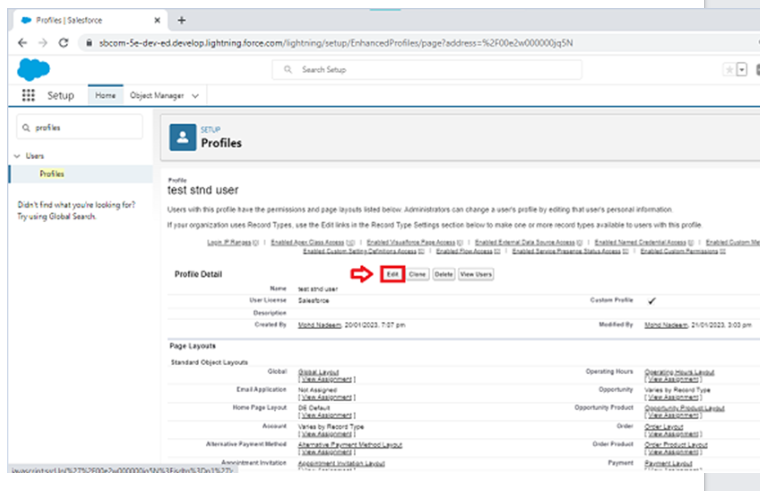 Profiles | Salesforce
sbcom-5e-dev-ed.develop.lightning.force.com/lightning/setup/EnhancedProfiles/page?address=%2F00e2w000000jq5N
Search Setup
Setup Home Object Manager
profiles
Users
Profiles
Didn't find what you're looking for?
Try using Global Search.
SETUP
Profiles
Profile
test stnd user
Users with this profile have the permissions and page layouts listed below. Administrators can change a user's profile by editing that user's personal information.
If your organization uses Record Types, use the Edit links in the Record Type Settings section below to make one or more record types available to users with this profile.
Login IP Ranges | Enabled Apex Class Access | Enabled Visualforce Page Access | Enabled External Data Source Access | Enabled Named Credential Access | Enabled Custom Me
Enabled Custom Setting Definitions Access | Enabled Flow Access | Enabled Service Presence Status Access | Enabled Custom Permissions
Profile Detail Edit Clone Delete View Users
Name test stnd user
User License Salesforce Custom Profile ✓
Description
Created By Mohd Nadeem, 20/01/2023, 7:07 pm Modified By Mohd Nadeem, 21/01/2023, 3:03 pm
Page Layouts
Standard Object Layouts
Global Global Layout Operating Hours Operating Hours Layout
[ View Assignment ] [ View Assignment ]
Email Application Not Assigned Opportunity Varies by Record Type
[ View Assignment ] [ View Assignment ]
Home Page Layout DE Default Opportunity Product Opportunity Product Layout
[ View Assignment ] [ View Assignment ]
Account Varies by Record Type Order Order Layout
[ View Assignment ] [ View Assignment ]
Alternative Payment Method Alternative Payment Method Layout Order Product Order Product Layout
[ View Assignment ] [ View Assignment ]
Appointment Invitation Appointment Invitation Layout Payment Payment Layout